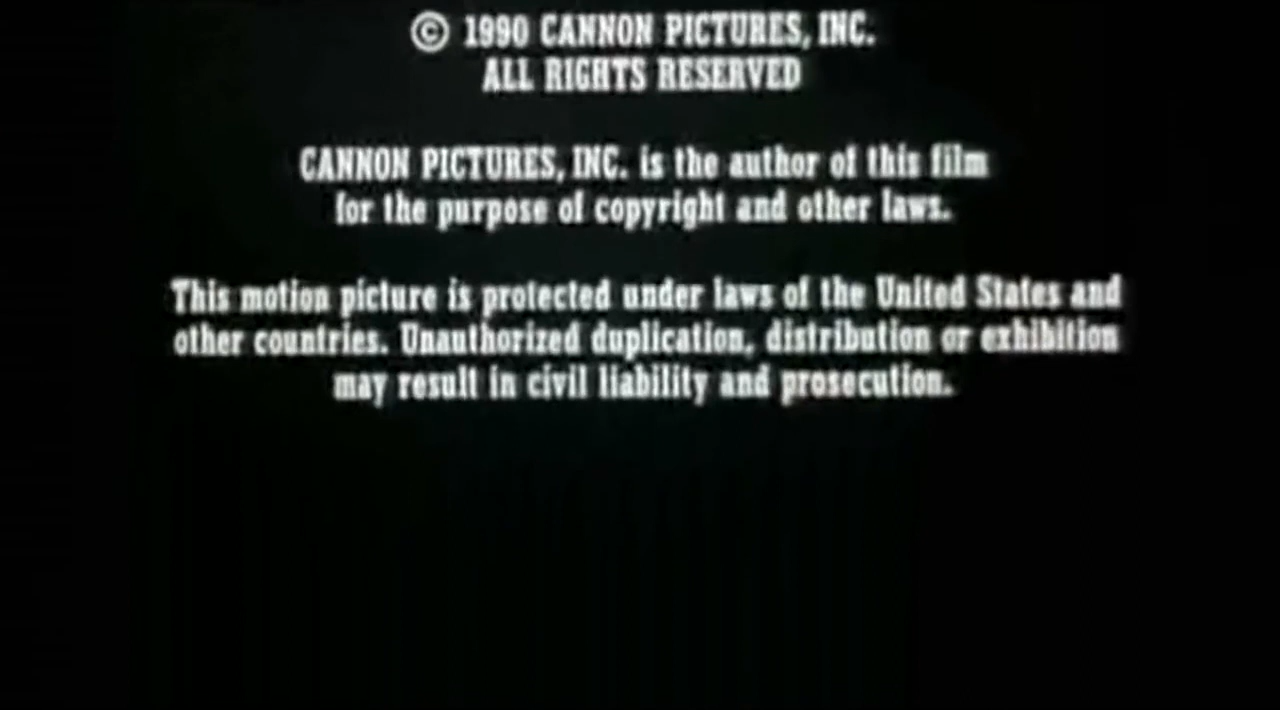 © 1990 CANNON PICTURES, INC.
ALL RIGHTS RESERVED
CANNON PICTURES, INC. is the author of this film
for the purpose of copyright and other laws.
This motion picture is protected under laws of the United States and
other countries. Unauthorized duplication, distribution or exhibition
may result in civil liability and prosecution.